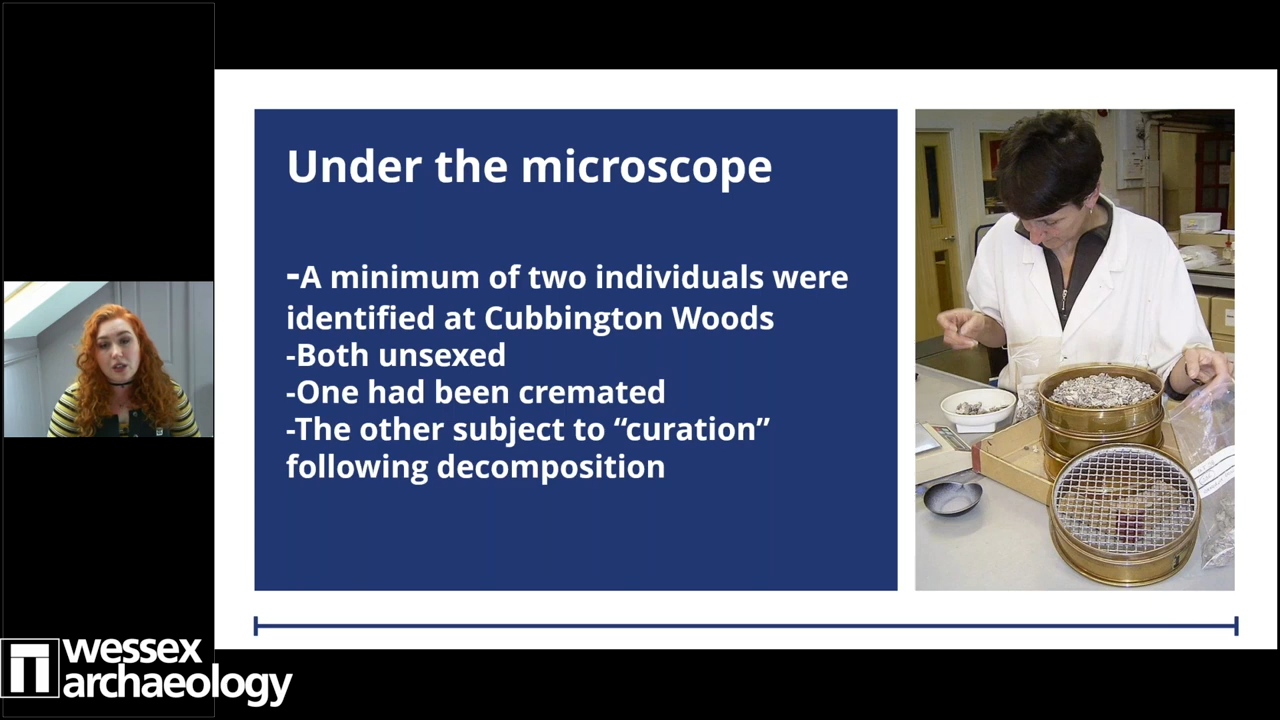 Under the microscope
-A minimum of two individuals were
identified at Cubbington Woods
-Both unsexed
-One had been cremated
-The other subject to “curation”
following decomposition
wessex
archaeology